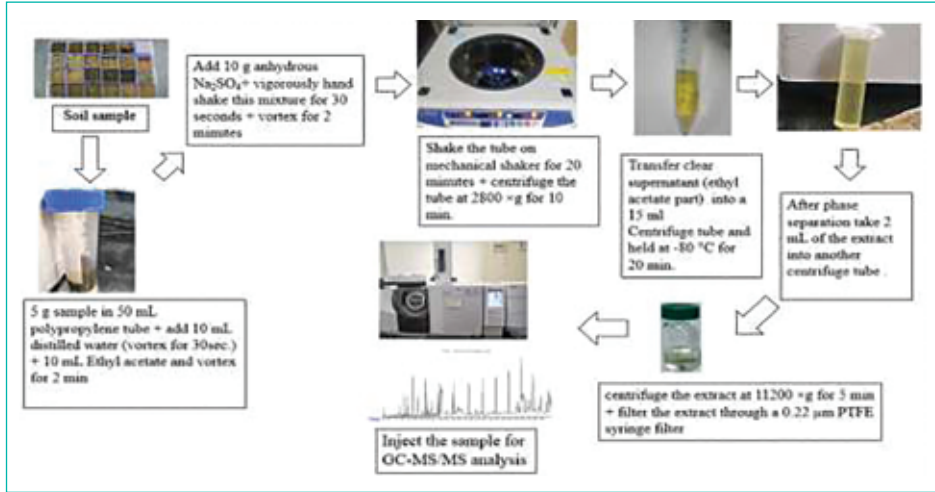 Soil sample
5 g sample in 50 mL
polypropylene tube + add 10 mL
distilled water (vortex for 30sec.)
+ 10 mL Ethyl acetate and vortex
for 2 min
Add 10 g anhydrous
Na₂SO₄+ vigorously hand
shake this mixture for 30
seconds + vortex for 2
mimites
Shake the tube on
mechanical shaker for 20
mimites + centrifuge the
tube at 2800 ×g for 10
min.
Transfer clear
supernatant (ethyl
acetate part) into a
15 ml
Centrifuge tube and
held at -80 °C for
20 min.
After phase
separation take 2
mL of the extract
into another
centrifuge tube .
centrifuge the extract at 11200 ×g for 5 min
+ filter the extract through a 0.22 µm PTFE
syringe filter
Inject the sample for
GC-MS/MS analysis